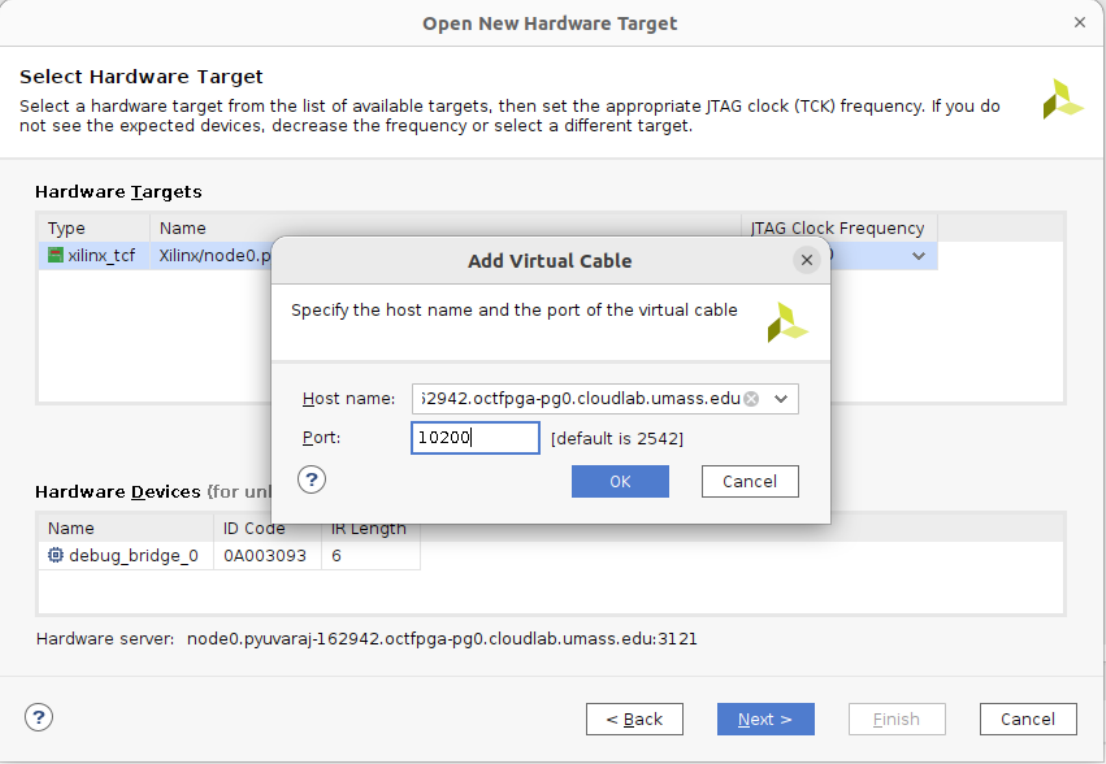 Open New Hardware Target
Select Hardware Target
Select a hardware target from the list of available targets, then set the appropriate JTAG clock (TCK) frequency. If you do
not see the expected devices, decrease the frequency or select a different target.
Hardware Targets
Type Name JTAG Clock Frequency
xilinx_tcf Xilinx/node0.p
Add Virtual Cable
Specify the host name and the port of the virtual cable
Host name: 62942.octfpga-pg0.cloudlab.umass.edu
Port: 10200 [default is 2542]
? OK Cancel
Hardware Devices (for unl
Name ID Code IR Length
debug_bridge_0 0A003093 6
Hardware server: node0.pyuvaraj-162942.octfpga-pg0.cloudlab.umass.edu:3121
? < Back Next > Finish Cancel